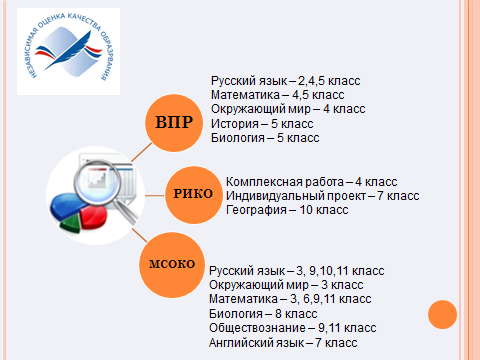 НЕЗАВИСИМАЯ ОЦЕНКА КАЧЕСТВА ОБРАЗОВАНИЯ
ВПР
Русский язык – 2,4,5 класс
Математика – 4,5 класс
Окружающий мир – 4 класс
История – 5 класс
Биология – 5 класс
РИКО
Комплексная работа – 4 класс
Индивидуальный проект – 7 класс
География – 10 класс
МСОКО
Русский язык – 3, 9,10,11 класс
Окружающий мир – 3 класс
Математика – 3, 6,9,11 класс
Биология – 8 класс
Обществознание – 9,11 класс
Английский язык – 7 класс